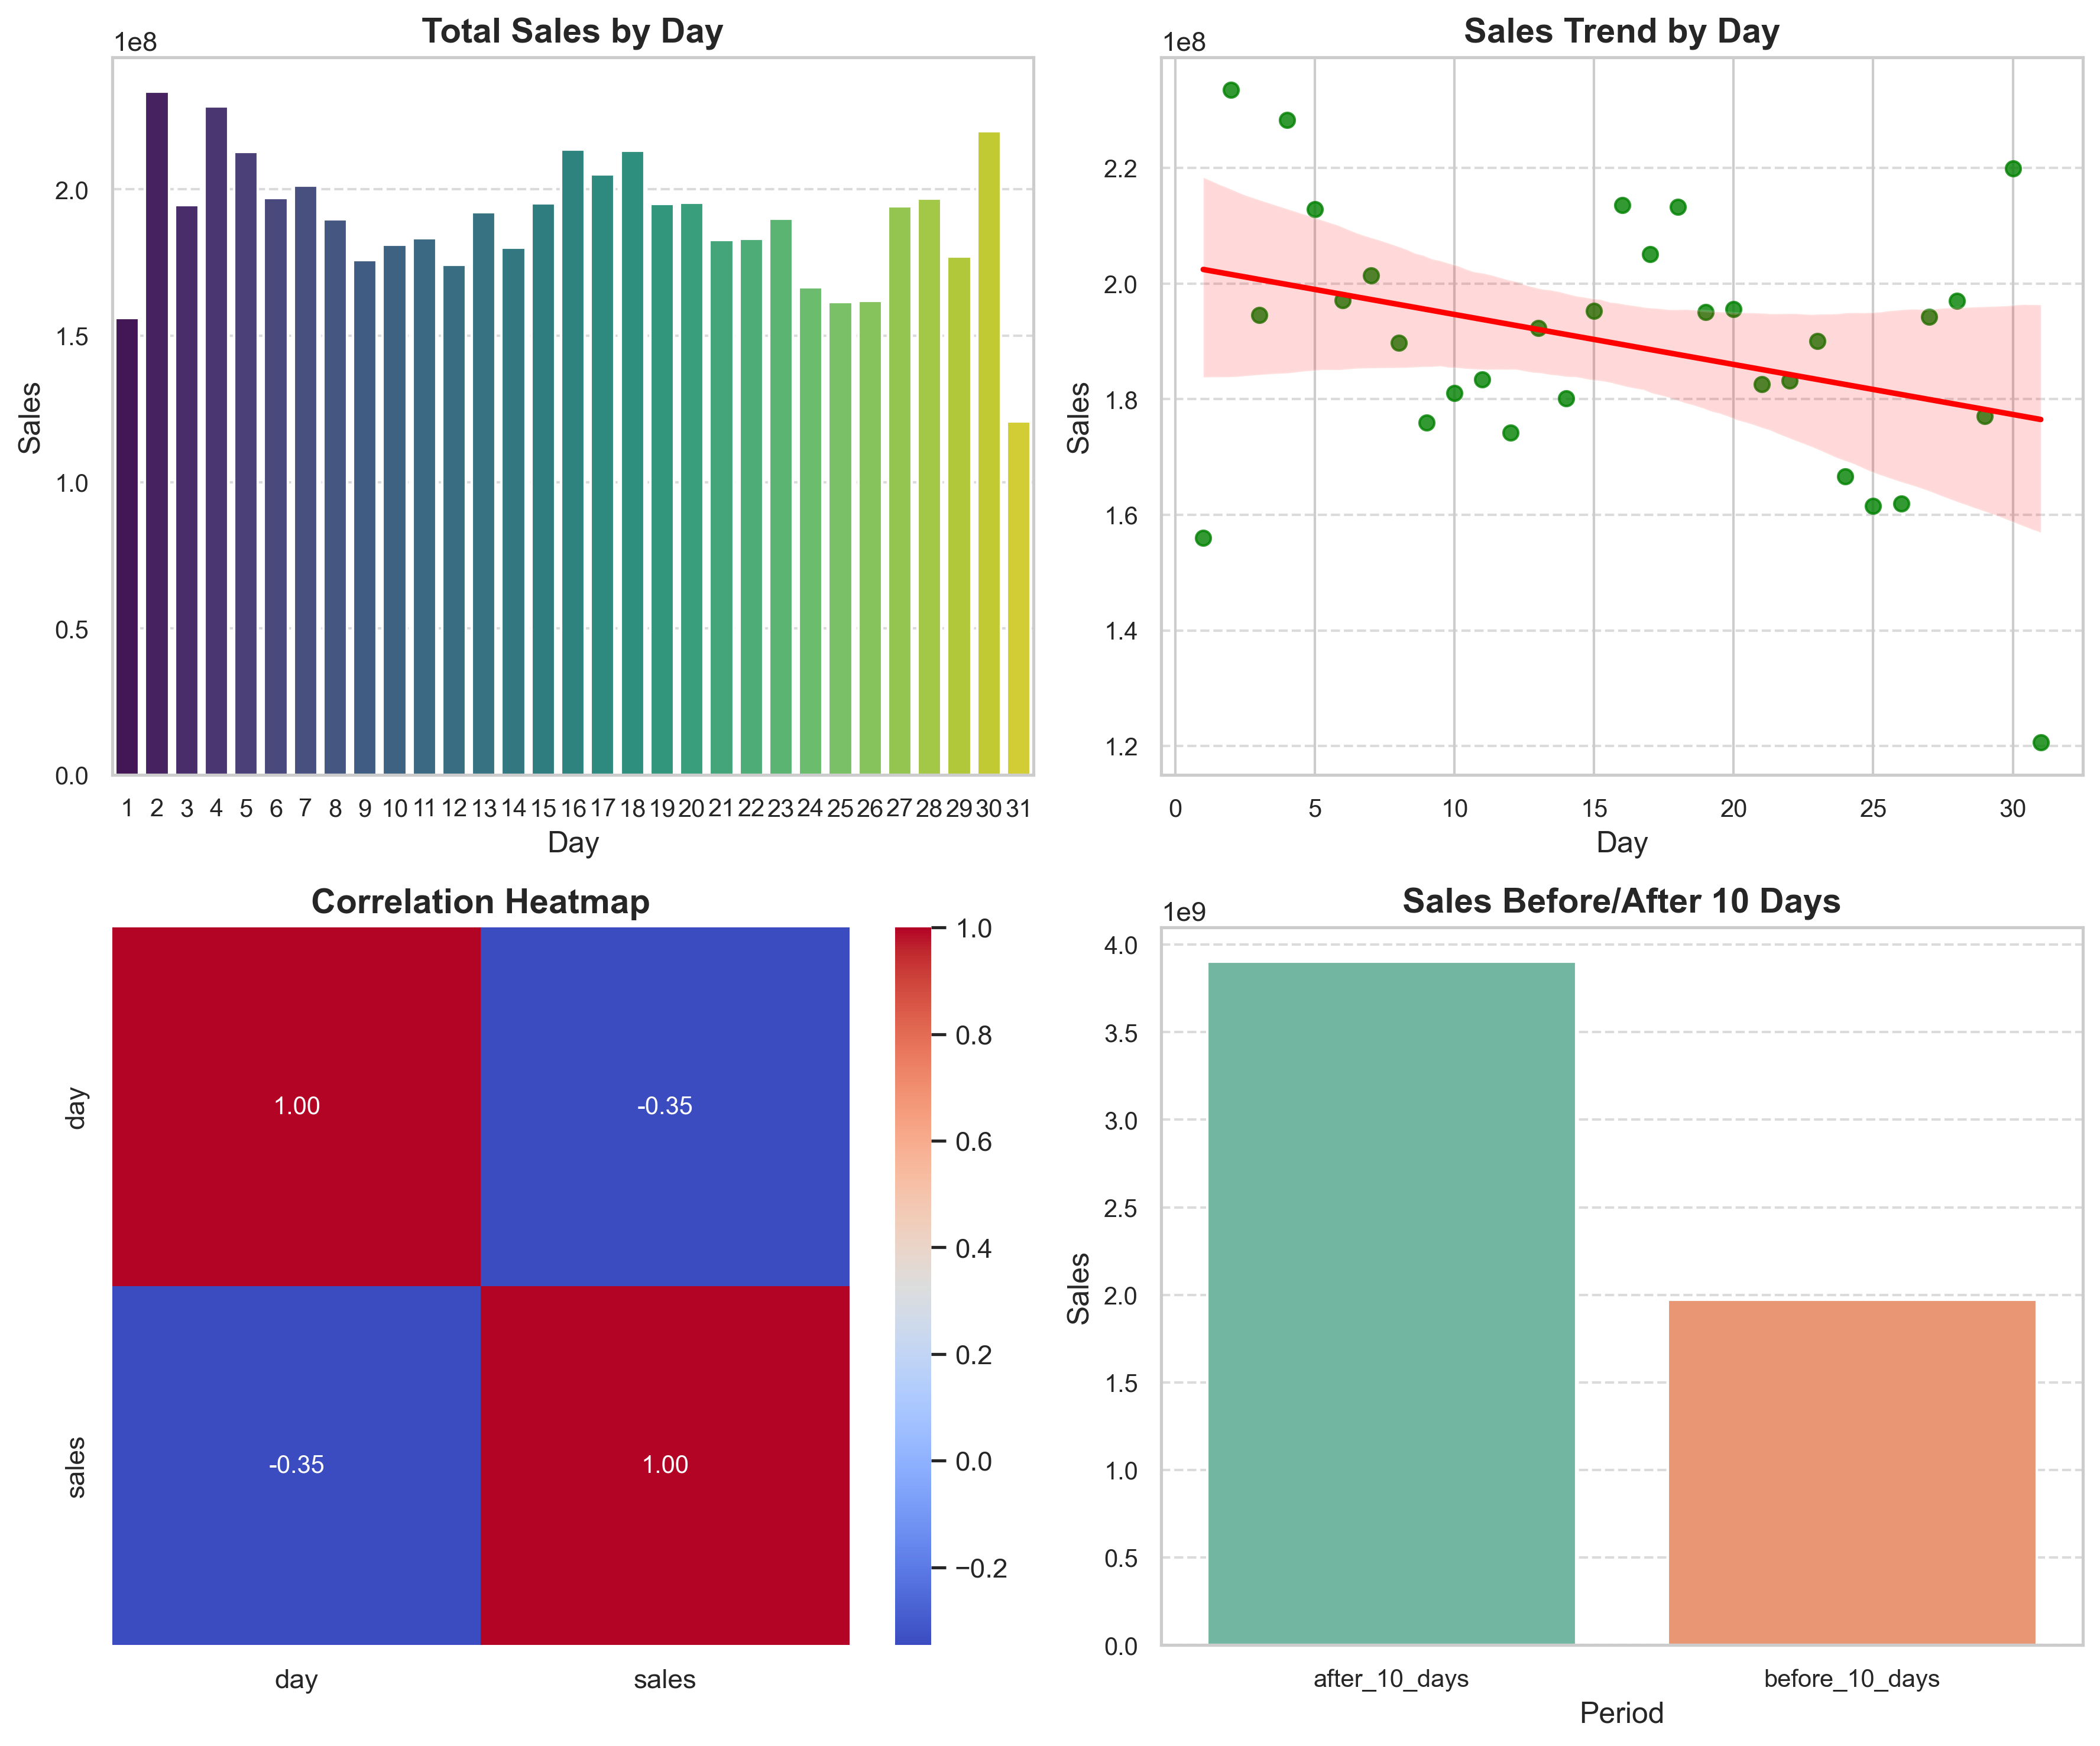 Total Sales by Day
1e8
2.0
1.5
1.0
0.5
0.0
Sales
1 2 3 4 5 6 7 8 9 10 11 12 13 14 15 16 17 18 19 20 21 22 23 24 25 26 27 28 29 30 31
Day
Sales Trend by Day
1e8
2.2
2.0
1.8
1.6
1.4
1.2
Sales
0 5 10 15 20 25 30
Day
Correlation Heatmap
day
sales
1.00 -0.35
-0.35 1.00
day sales
1.0
0.8
0.6
0.4
0.2
0.0
−0.2
Sales Before/After 10 Days
1e9
4.0
3.5
3.0
2.5
2.0
1.5
1.0
0.5
0.0
Sales
after_10_days before_10_days
Period